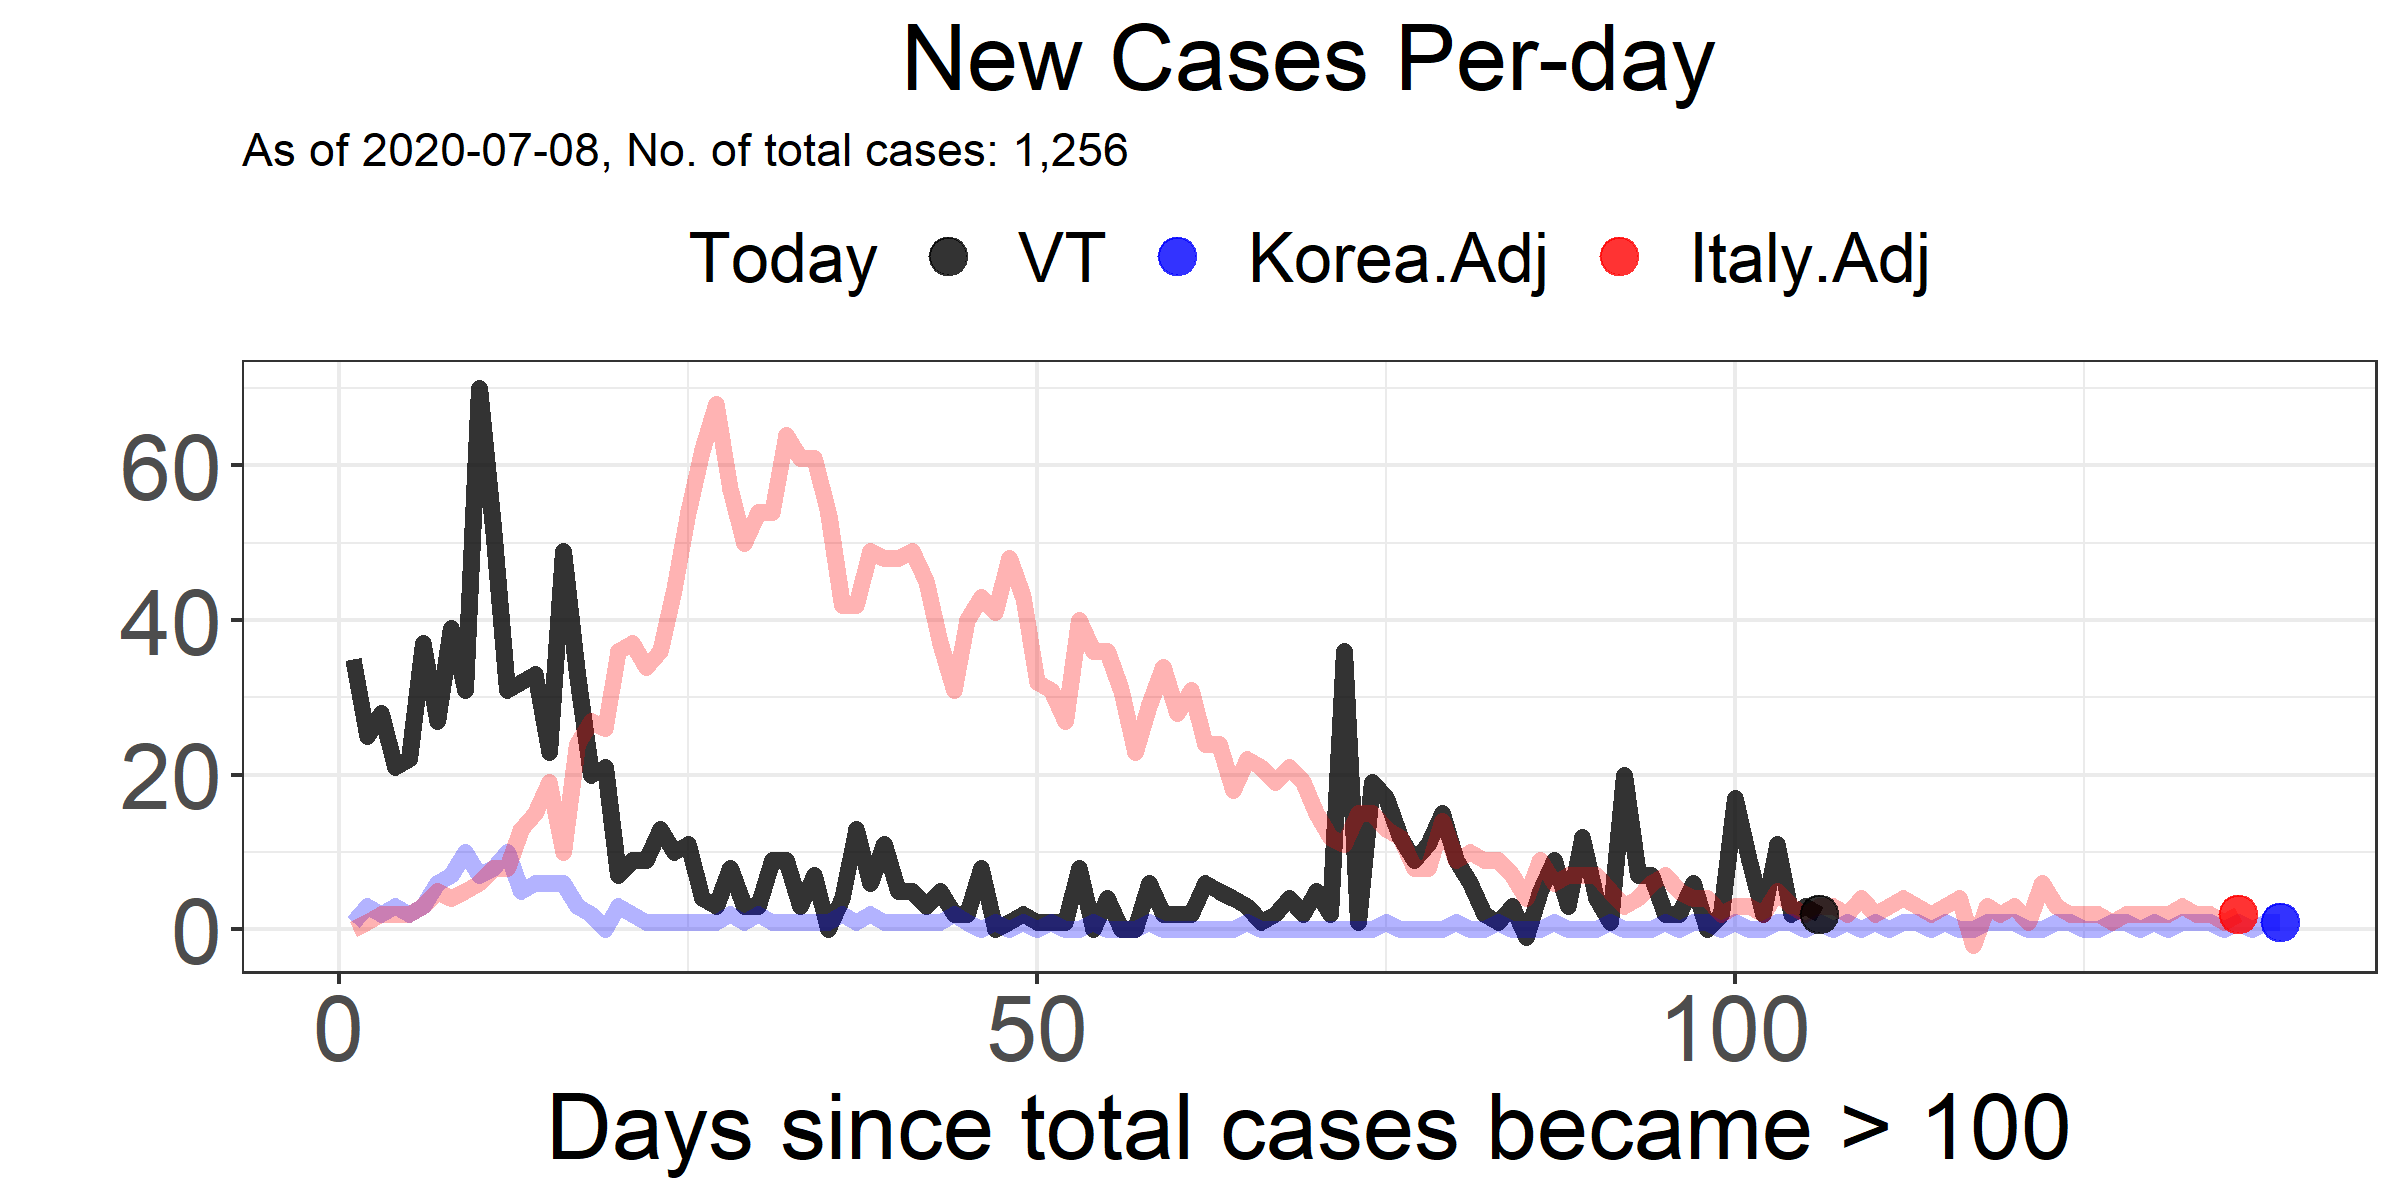 New Cases Per-day
As of 2020-07-08, No. of total cases: 1,256
Today VT Korea.Adj Italy.Adj
60
40
20
0
0 50 100
Days since total cases became > 100